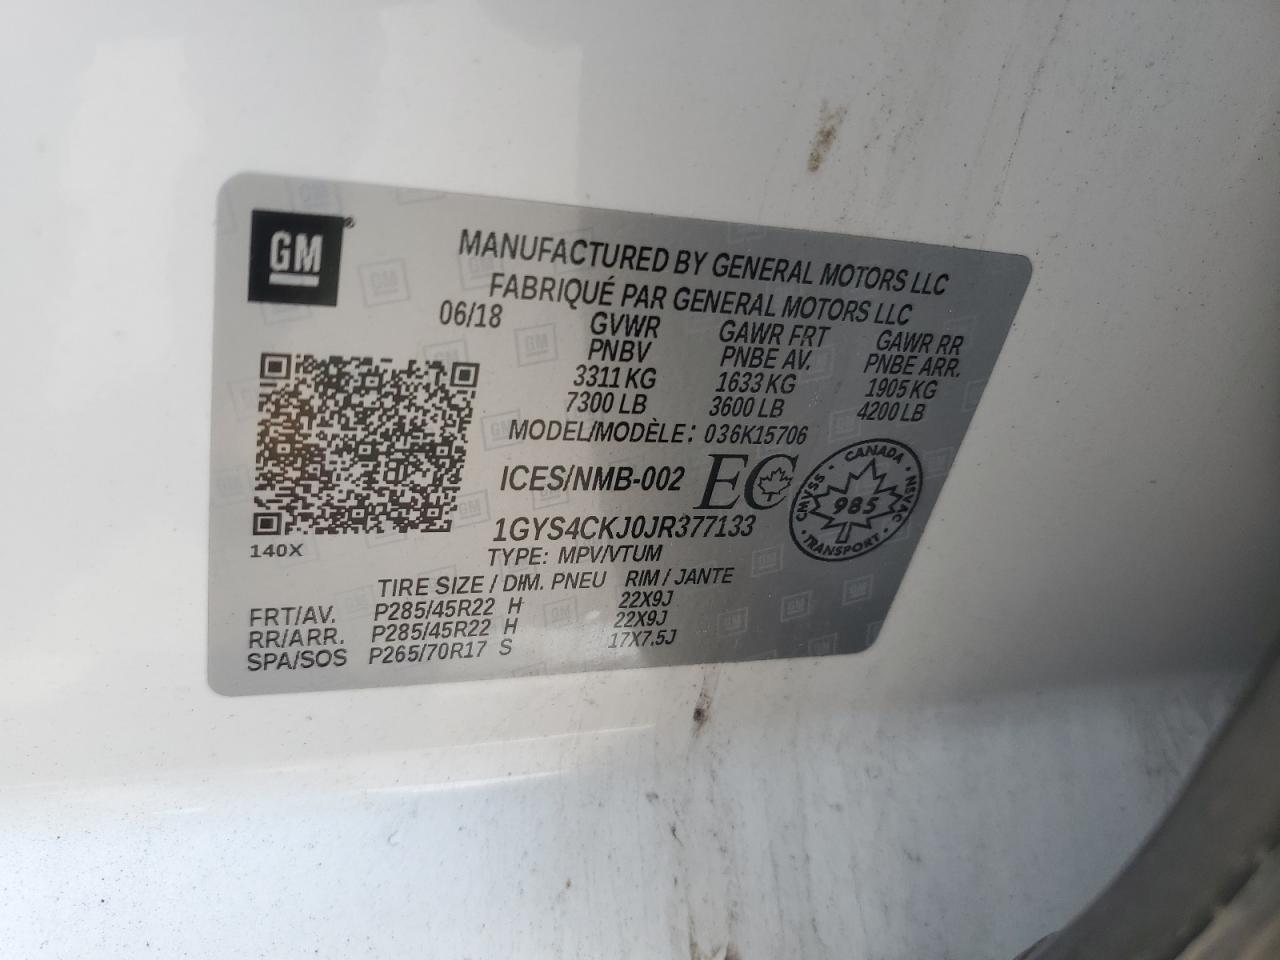 GM®
MANUFACTURED BY GENERAL MOTORS LLC
FABRIQUÉ PAR GENERAL MOTORS LLC
06/18 GVWR GAWR FRT GAWR RR
PNBV PNBE AV. PNBE ARR.
3311 KG 1633 KG 1905 KG
7300 LB 3600 LB 4200 LB
MODEL/MODÈLE: 036K15706
ICES/NMB-002 EC
CANADA
CMVSS 985 NSVAC
TRANSPORT
1GYS4CKJ0JR377133
140X
TYPE: MPV/VTUM
TIRE SIZE / DIM. PNEU RIM / JANTE
FRT/AV. P285/45R22 H 22X9J
RR/ARR. P285/45R22 H 22X9J
SPA/SOS P265/70R17 S 17X7.5J